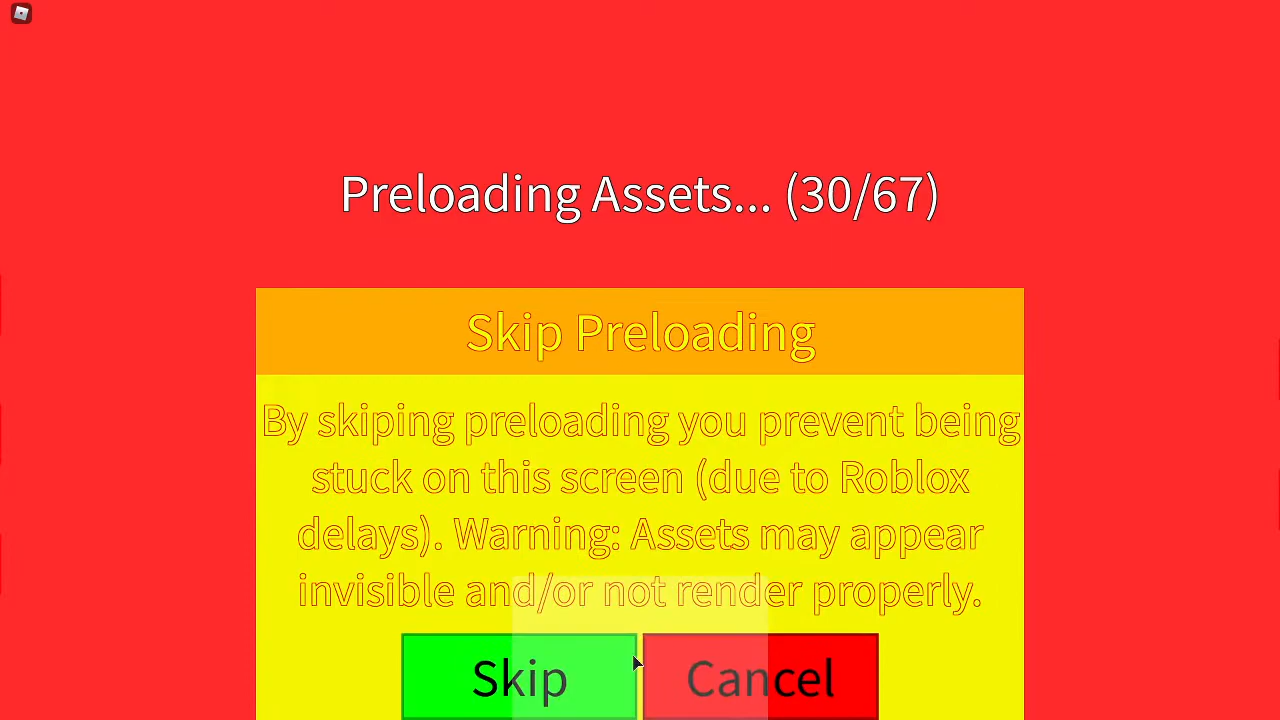 Preloading Assets... (30/67)
Skip Preloading
By skiping preloading you prevent being
stuck on this screen (due to Roblox
delays). Warning: Assets may appear
invisible and/or not render properly.
Skip
Cancel